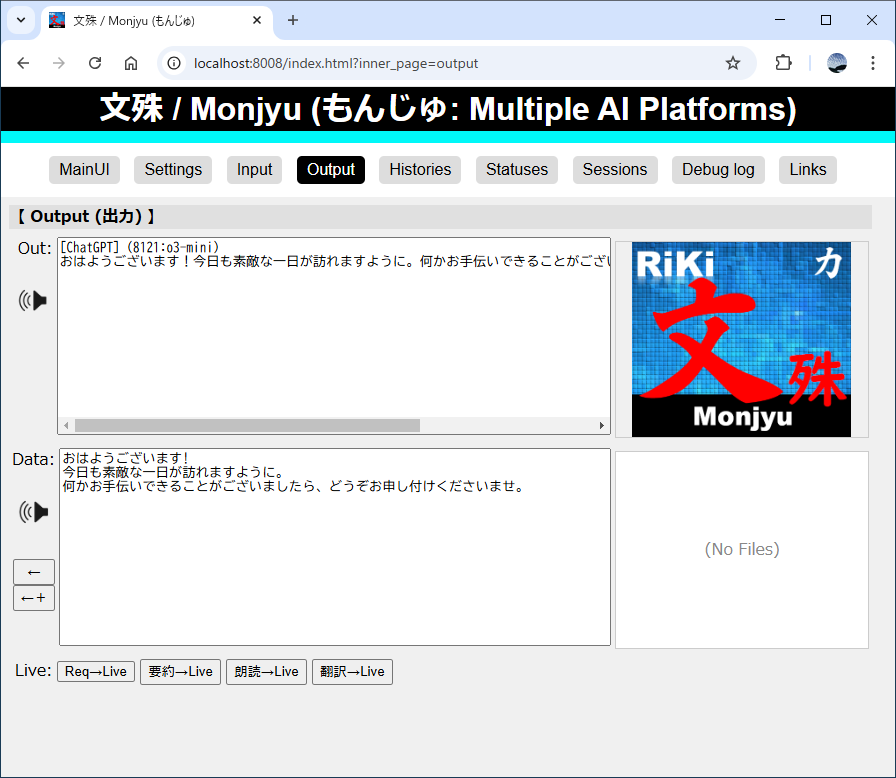 文殊 / Monjyu (もんじゅ)
localhost:8008/index.html?inner_page=output
文殊 / Monjyu (もんじゅ: Multiple AI Platforms)
MainUI Settings Input Output Histories Statuses Sessions Debug log Links
【 Output (出力) 】
Out:
[ChatGPT] (8121:o3-mini)
おはようございます！今日も素敵な一日が訪れますように。何かお手伝いできることがござい
RiKi 力
文殊
Monjyu
Data:
おはようございます！
今日も素敵な一日が訪れますように。
何かお手伝いできることがございましたら、どうぞお申し付けくださいませ。
(No Files)
←
←+
Live: Req→Live 要約→Live 朗読→Live 翻訳→Live